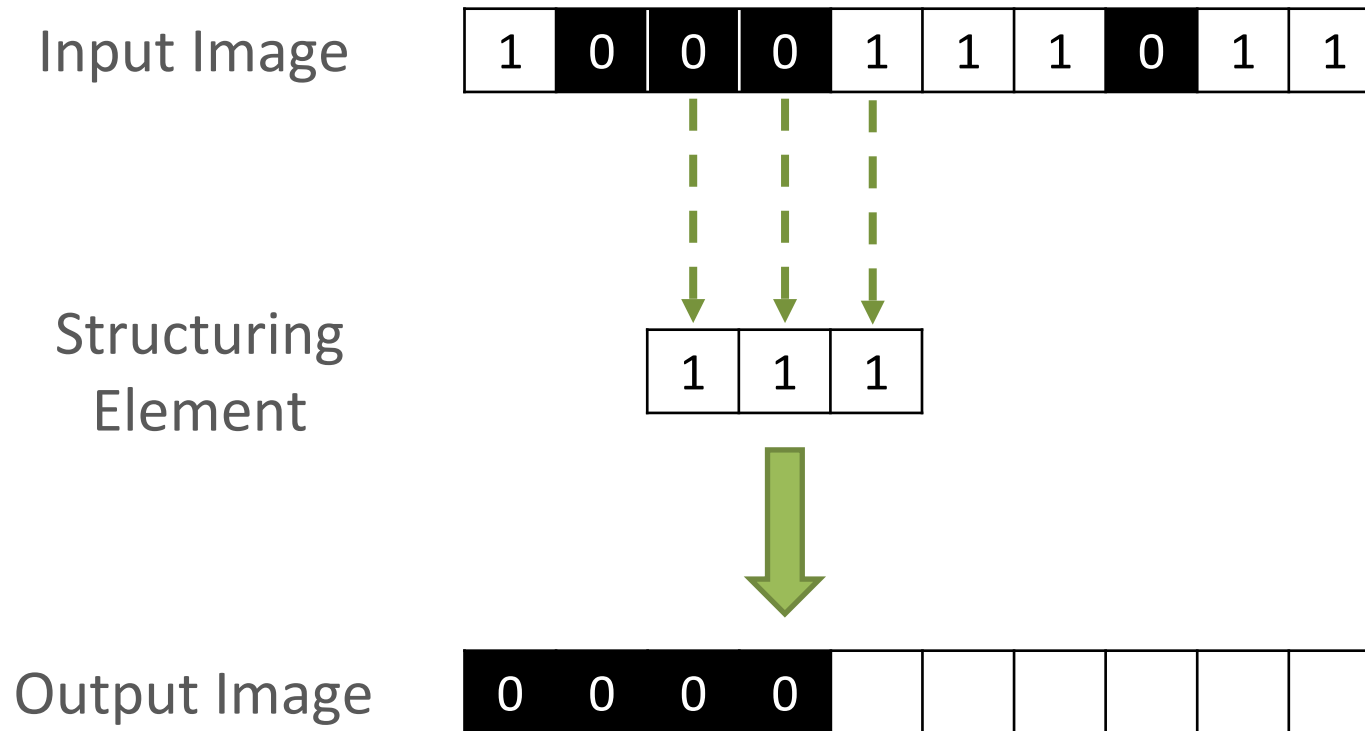 Input Image
1 0 0 0 1 1 1 0 1 1
Structuring
Element
1 1 1
Output Image
0 0 0 0